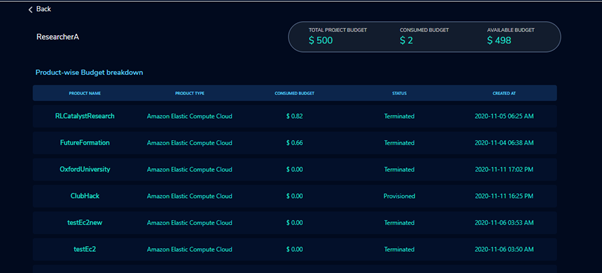 Back
ResearcherA
TOTAL PROJECT BUDGET CONSUMED BUDGET AVAILABLE BUDGET
$ 500 $ 2 $ 498
Product-wise Budget breakdown
PRODUCT NAME PRODUCT TYPE CONSUMED BUDGET STATUS CREATED AT
RLCatalystResearch Amazon Elastic Compute Cloud $ 0.82 Terminated 2020-11-05 06:25 AM
FutureFormation Amazon Elastic Compute Cloud $ 0.66 Terminated 2020-11-04 06:38 AM
OxfordUniversity Amazon Elastic Compute Cloud $ 0.00 Terminated 2020-11-11 17:02 PM
ClubHack Amazon Elastic Compute Cloud $ 0.00 Provisioned 2020-11-11 16:25 PM
testEc2new Amazon Elastic Compute Cloud $ 0.00 Terminated 2020-11-06 03:53 AM
testEc2 Amazon Elastic Compute Cloud $ 0.00 Terminated 2020-11-06 03:50 AM